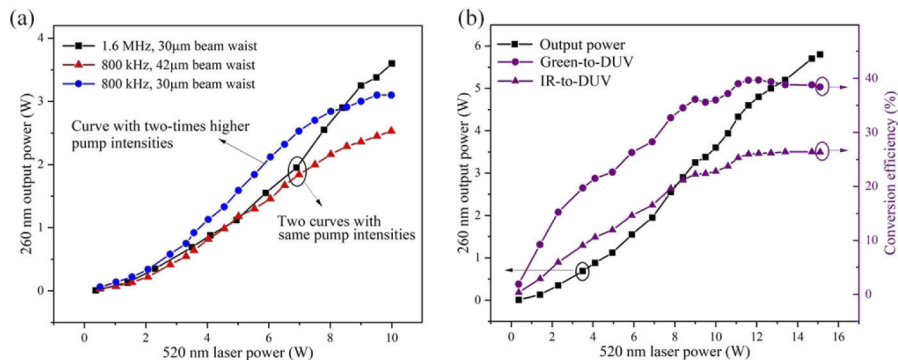 (a)
4
3
2
1
0
260 nm output power (W)
1.6 MHz, 30μm beam waist
800 kHz, 42μm beam waist
800 kHz, 30μm beam waist
Curve with two-times higher
pump intensities
Two curves with
same pump intensities
0 2 4 6 8 10
520 nm laser power (W)
(b)
6
5
4
3
2
1
0
260 nm output power (W)
Output power
Green-to-DUV
IR-to-DUV
50
40
30
20
10
0
Conversion efficiency (%)
0 2 4 6 8 10 12 14 16
520 nm laser power (W)